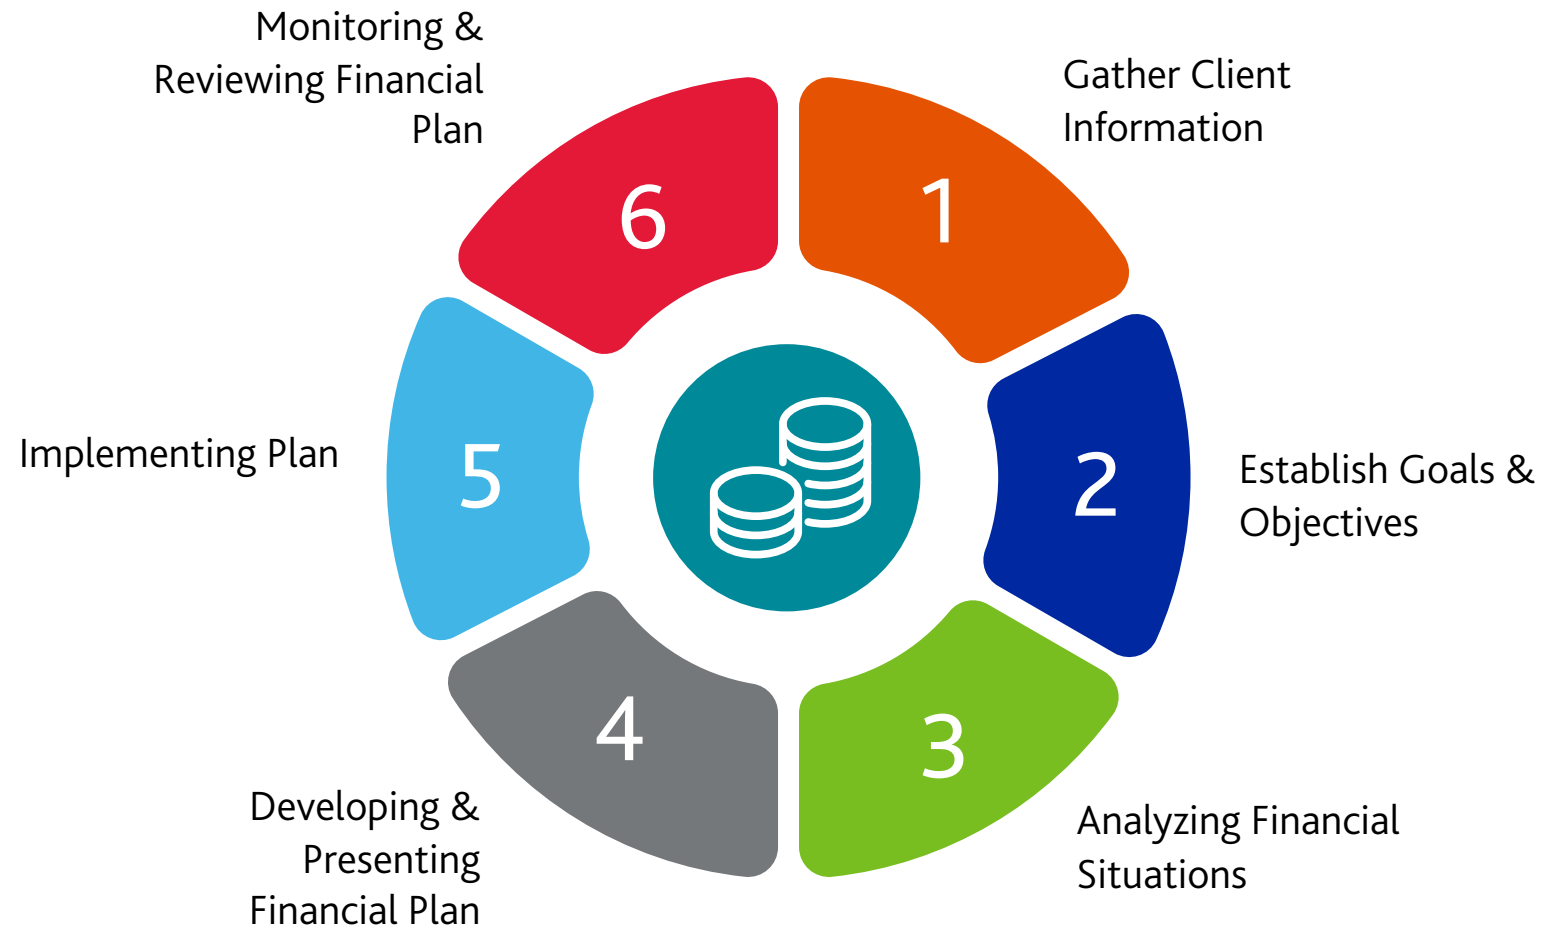 1
Gather Client
Information
2
Establish Goals &
Objectives
3
Analyzing Financial
Situations
4
Developing &
Presenting
Financial Plan
5
Implementing Plan
6
Monitoring &
Reviewing Financial
Plan